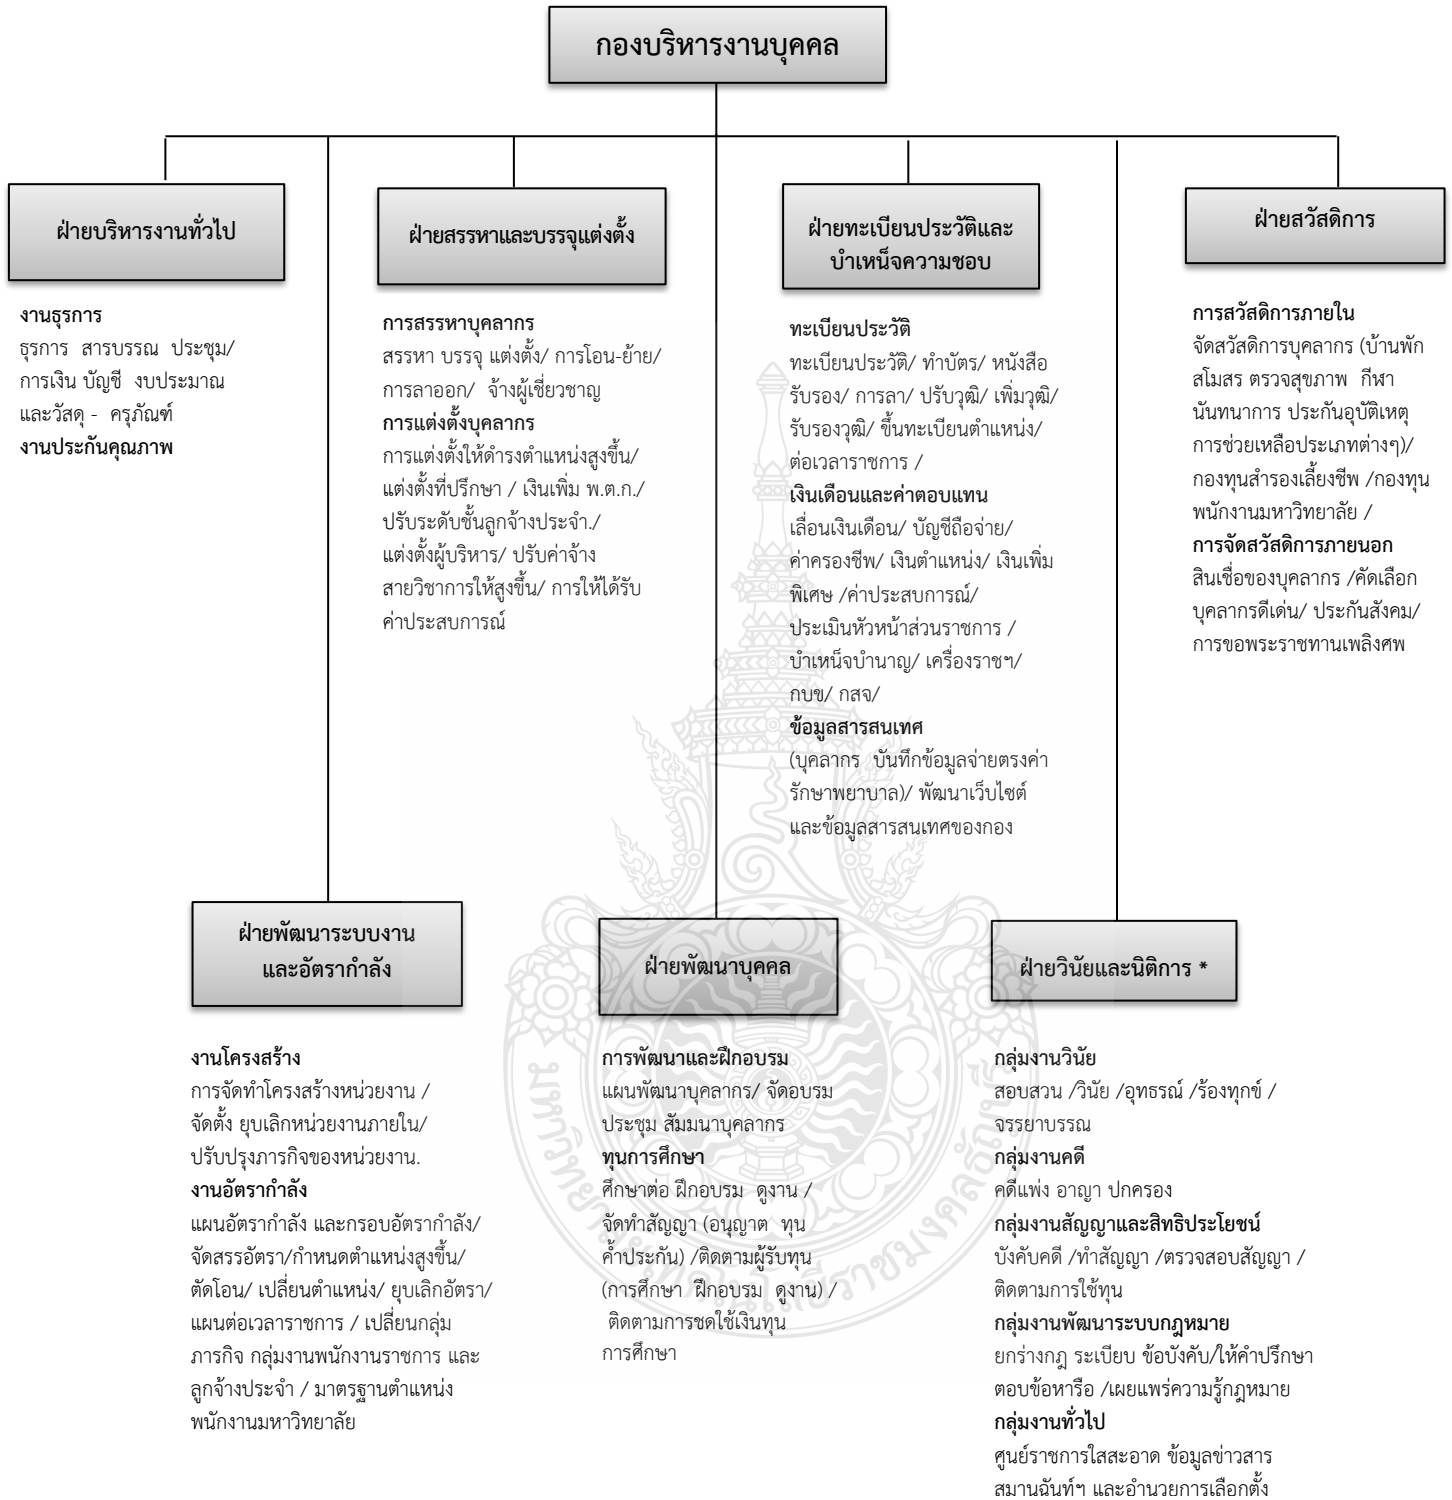 กองบริหารงานบุคคล
ฝ่ายบริหารงานทั่วไป
งานธุรการ
ธุรการ สารบรรณ ประชุม/
การเงิน บัญชี งบประมาณ
และวัสดุ - ครุภัณฑ์
งานประกันคุณภาพ
ฝ่ายสรรหาและบรรจุแต่งตั้ง
การสรรหาบุคลากร
สรรหา บรรจุ แต่งตั้ง/ การโอน-ย้าย/
การลาออก/ จ้างผู้เชี่ยวชาญ
การแต่งตั้งบุคลากร
การแต่งตั้งให้ดำรงตำแหน่งสูงขึ้น/
แต่งตั้งที่ปรึกษา / เงินเพิ่ม พ.ต.ก./
ปรับระดับชั้นลูกจ้างประจำ./
แต่งตั้งผู้บริหาร/ ปรับค่าจ้าง
สายวิชาการให้สูงขึ้น/ การให้ได้รับ
ค่าประสบการณ์
ฝ่ายทะเบียนประวัติและ
บำเหน็จความชอบ
ทะเบียนประวัติ
ทะเบียนประวัติ/ ทำบัตร/ หนังสือ
รับรอง/ การลา/ ปรับวุฒิ/ เพิ่มวุฒิ/
รับรองวุฒิ/ ขึ้นทะเบียนตำแหน่ง/
ต่อเวลาราชการ /
เงินเดือนและค่าตอบแทน
เลื่อนเงินเดือน/ บัญชีถือจ่าย/
ค่าครองชีพ/ เงินตำแหน่ง/ เงินเพิ่ม
พิเศษ /ค่าประสบการณ์/
ประเมินหัวหน้าส่วนราชการ /
บำเหน็จบำนาญ/ เครื่องราชฯ/
กบข/ กสจ/
ข้อมูลสารสนเทศ
(บุคลากร บันทึกข้อมูลจ่ายตรงค่า
รักษาพยาบาล)/ พัฒนาเว็บไซต์
และข้อมูลสารสนเทศของกอง
ฝ่ายสวัสดิการ
การสวัสดิการภายใน
จัดสวัสดิการบุคลากร (บ้านพัก
สโมสร ตรวจสุขภาพ กีฬา
นันทนาการ ประกันอุบัติเหตุ
การช่วยเหลือประเภทต่างๆ)/
กองทุนสำรองเลี้ยงชีพ /กองทุน
พนักงานมหาวิทยาลัย /
การจัดสวัสดิการภายนอก
สินเชื่อของบุคลากร /คัดเลือก
บุคลากรดีเด่น/ ประกันสังคม/
การขอพระราชทานเพลิงศพ
ฝ่ายพัฒนาระบบงาน
และอัตรากำลัง
งานโครงสร้าง
การจัดทำโครงสร้างหน่วยงาน /
จัดตั้ง ยุบเลิกหน่วยงานภายใน/
ปรับปรุงภารกิจของหน่วยงาน.
งานอัตรากำลัง
แผนอัตรากำลัง และกรอบอัตรากำลัง/
จัดสรรอัตรา/กำหนดตำแหน่งสูงขึ้น/
ตัดโอน/ เปลี่ยนตำแหน่ง/ ยุบเลิกอัตรา/
แผนต่อเวลาราชการ / เปลี่ยนกลุ่ม
ภารกิจ กลุ่มงานพนักงานราชการ และ
ลูกจ้างประจำ / มาตรฐานตำแหน่ง
พนักงานมหาวิทยาลัย
ฝ่ายพัฒนาบุคคล
การพัฒนาและฝึกอบรม
แผนพัฒนาบุคลากร/ จัดอบรม
ประชุม สัมมนาบุคลากร
ทุนการศึกษา
ศึกษาต่อ ฝึกอบรม ดูงาน /
จัดทำสัญญา (อนุญาต ทุน
ค้ำประกัน) /ติดตามผู้รับทุน
(การศึกษา ฝึกอบรม ดูงาน) /
ติดตามการชดใช้เงินทุน
การศึกษา
ฝ่ายวินัยและนิติการ *
กลุ่มงานวินัย
สอบสวน /วินัย /อุทธรณ์ /ร้องทุกข์ /
จรรยาบรรณ
กลุ่มงานคดี
คดีแพ่ง อาญา ปกครอง
กลุ่มงานสัญญาและสิทธิประโยชน์
บังคับคดี /ทำสัญญา /ตรวจสอบสัญญา /
ติดตามการใช้ทุน
กลุ่มงานพัฒนาระบบกฎหมาย
ยกร่างกฎ ระเบียบ ข้อบังคับ/ให้คำปรึกษา
ตอบข้อหารือ /เผยแพร่ความรู้กฎหมาย
กลุ่มงานทั่วไป
ศูนย์ราชการใสสะอาด ข้อมูลข่าวสาร
สมานฉันท์ฯ และอำนวยการเลือกตั้ง
มหาวิทยาลัยเทคโนโลยีราชมงคลธัญบุรี